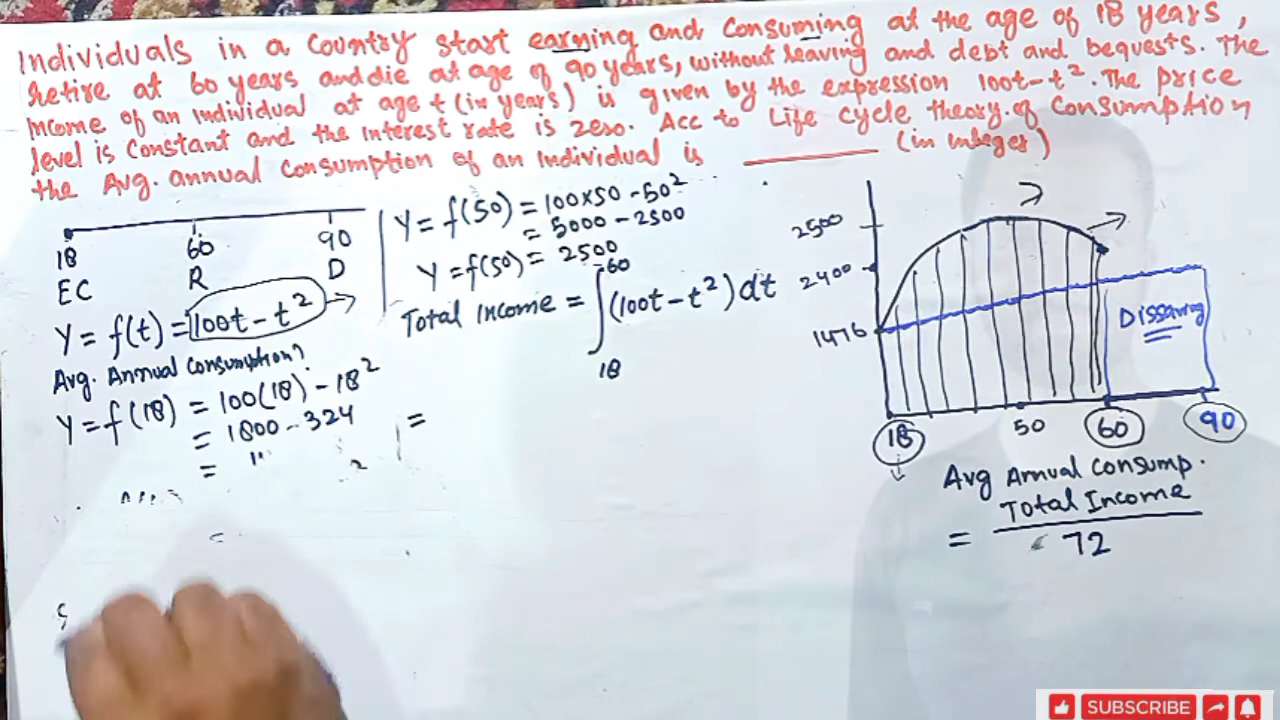 Individuals in a Country start earning and Consuming at the age of 18 years,
Retire at 60 years and die at age of 90 years, without leaving and debt and bequests. The
Income of an individual at age t (in years) is given by the expression 100t-t². The price
level is Constant and the interest rate is zero. Acc to Life Cycle theory of Consumption
the Avg. annual Consumption of an Individual is ________ (in integer)
18 60 90
EC R D
Y = f(t) = 100t - t²
Avg. Annual Consumption?
Y = f(18) = 100(18) - 18²
= 1800 - 324
=
Y = f(50) = 100×50 - 50²
= 5000 - 2500
Y = f(50) = 2500
Total Income = ∫ (100t - t²) dt
60
18
=
2500
2400
1476
Dissaving
18 50 60 90
Avg Annual Consump.
= Total Income
72
SUBSCRIBE